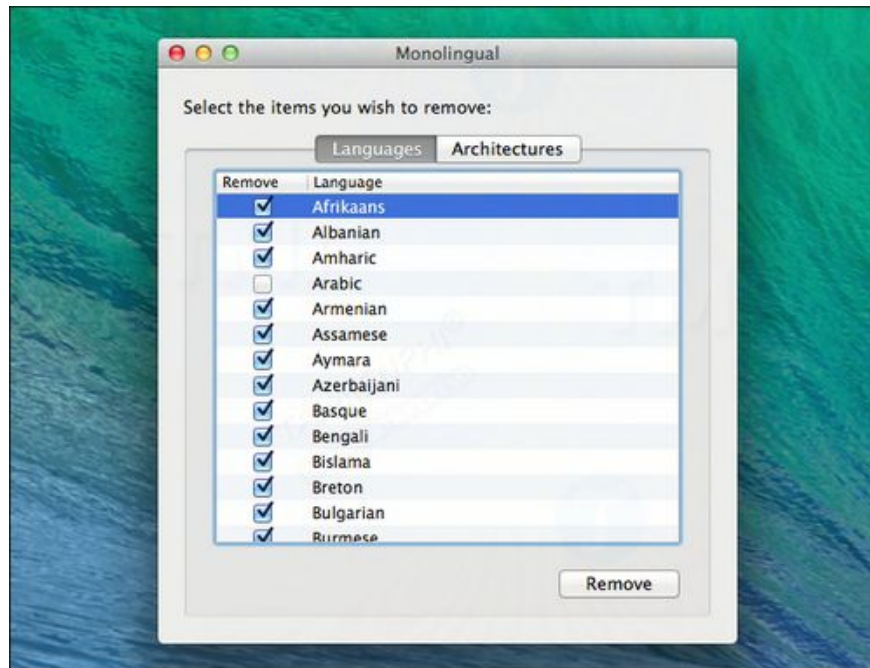 Monolingual
Select the items you wish to remove:
Languages Architectures
Remove Language
Afrikaans
Albanian
Amharic
Arabic
Armenian
Assamese
Aymara
Azerbaijani
Basque
Bengali
Bislama
Breton
Bulgarian
Burmese
Remove